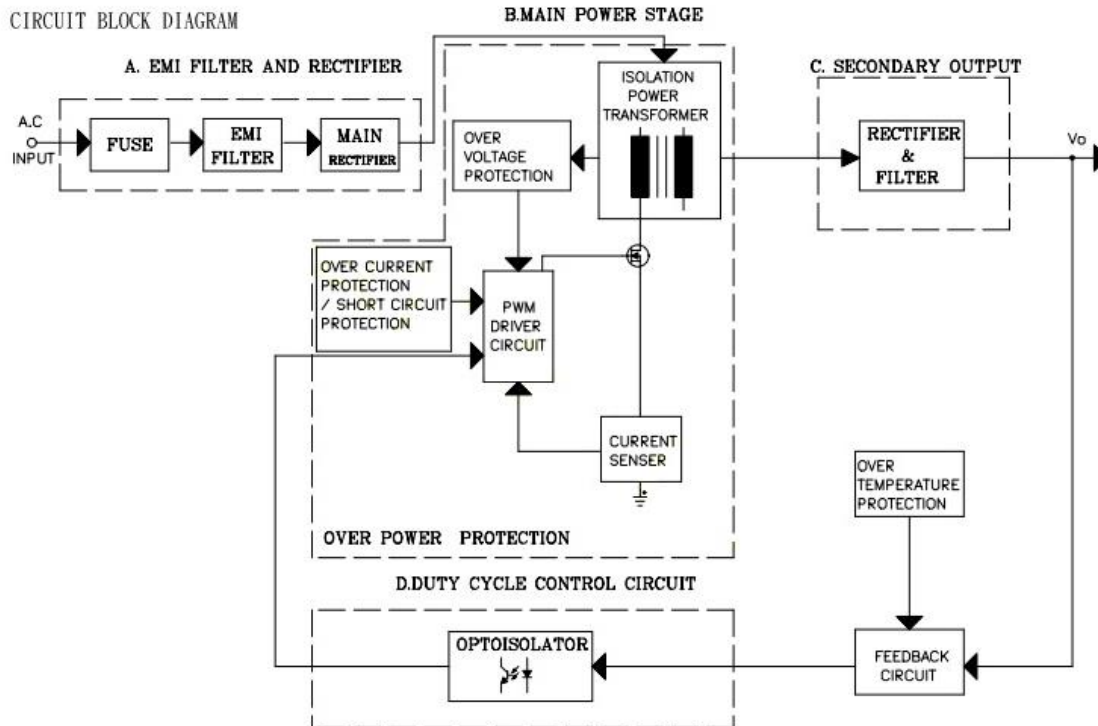 CIRCUIT BLOCK DIAGRAM
B.MAIN POWER STAGE
A. EMI FILTER AND RECTIFIER
C. SECONDARY OUTPUT
A.C
INPUT
FUSE
EMI
FILTER
MAIN
RECTIFIER
OVER
VOLTAGE
PROTECTION
ISOLATION
POWER
TRANSFORMER
RECTIFIER
&
FILTER
Vo
OVER CURRENT
PROTECTION
/ SHORT CIRCUIT
PROTECTION
PWM
DRIVER
CIRCUIT
CURRENT
SENSER
OVER
TEMPERATURE
PROTECTION
OVER POWER PROTECTION
D.DUTY CYCLE CONTROL CIRCUIT
OPTOISOLATOR
FEEDBACK
CIRCUIT